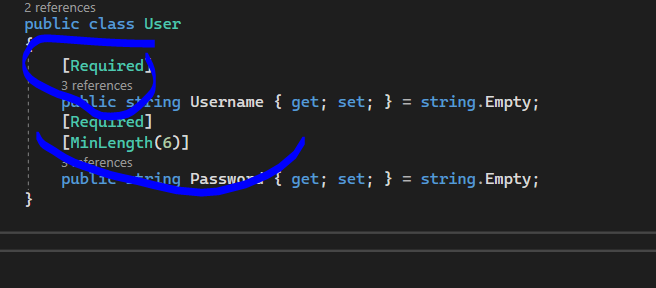 2 references
public class User
{
[Required]
3 references
public string Username { get; set; } = string.Empty;
[Required]
[MinLength(6)]
3 references
public string Password { get; set; } = string.Empty;
}